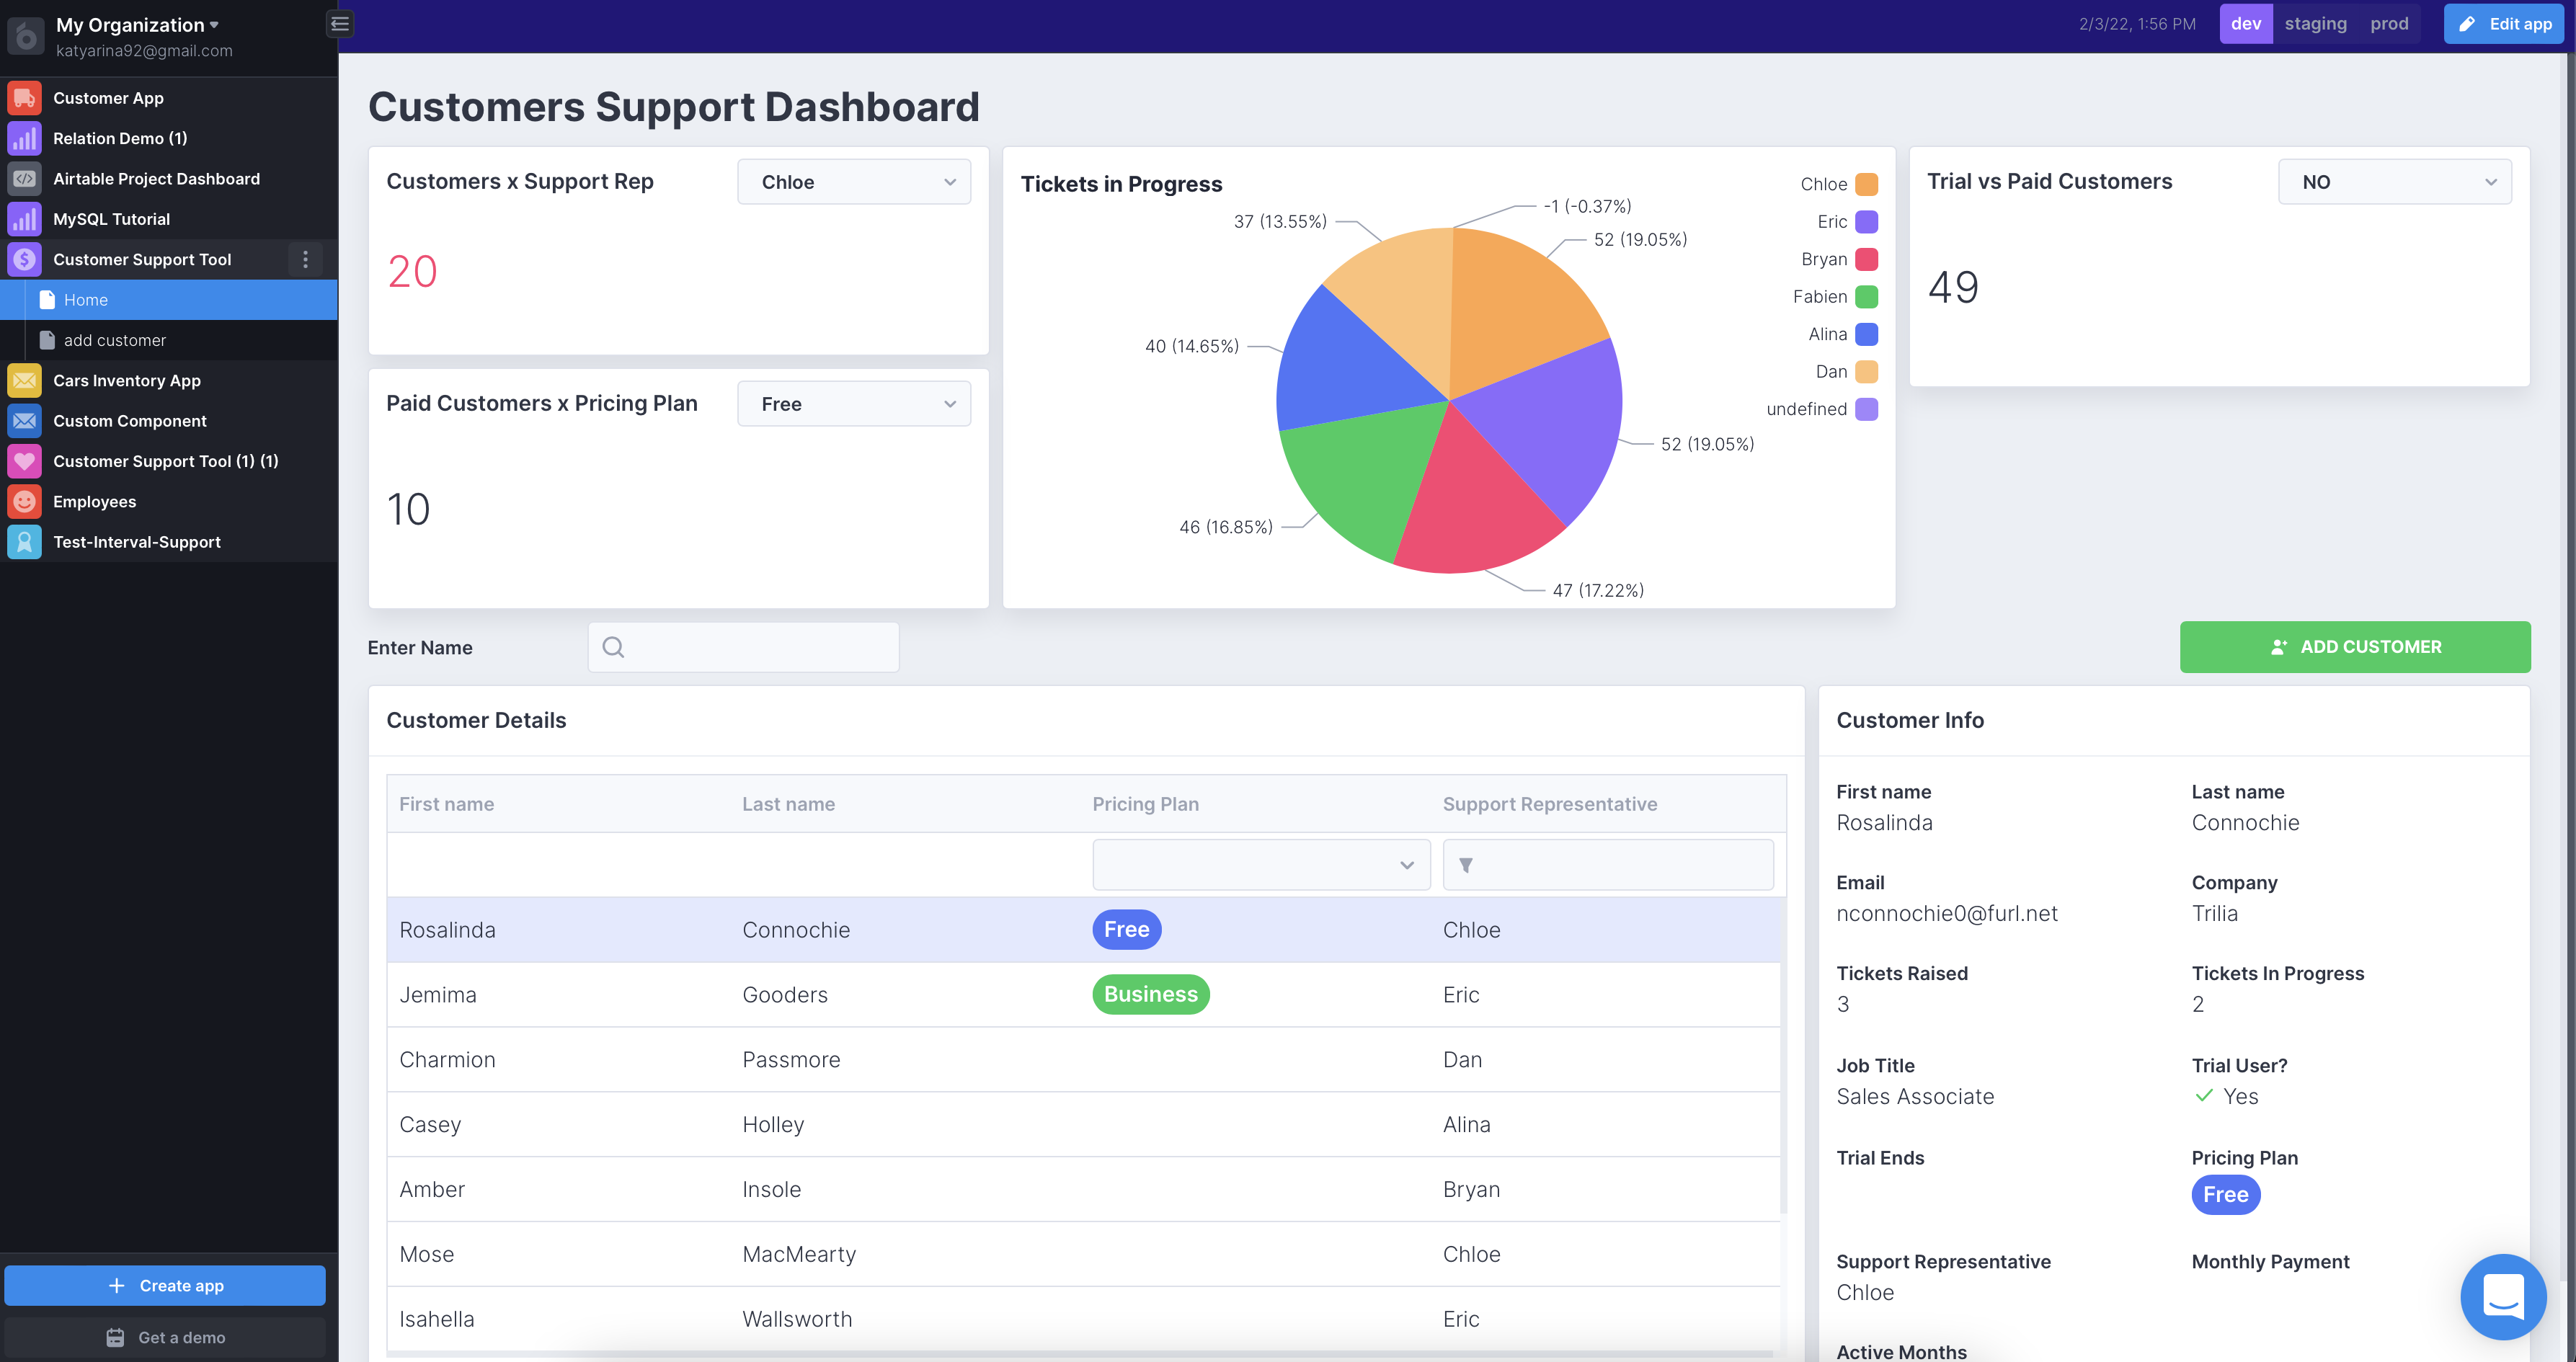 My Organization
katyarina92@gmail.com
Customer App
Relation Demo (1)
Airtable Project Dashboard
MySQL Tutorial
Customer Support Tool
Home
add customer
Cars Inventory App
Custom Component
Customer Support Tool (1) (1)
Employees
Test-Interval-Support
Create app
Get a demo
2/3/22, 1:56 PM
dev
staging
prod
Edit app
Customers Support Dashboard
Customers x Support Rep
Chloe
20
Paid Customers x Pricing Plan
Free
10
Tickets in Progress
-1 (-0.37%)
37 (13.55%)
52 (19.05%)
40 (14.65%)
52 (19.05%)
46 (16.85%)
47 (17.22%)
Chloe
Eric
Bryan
Fabien
Alina
Dan
undefined
Trial vs Paid Customers
NO
49
Enter Name
ADD CUSTOMER
Customer Details
First name Last name Pricing Plan Support Representative
Rosalinda Connochie Free Chloe
Jemima Gooders Business Eric
Charmion Passmore Dan
Casey Holley Alina
Amber Insole Bryan
Mose MacMearty Chloe
Isahella Wallsworth Eric
Customer Info
First name Last name
Rosalinda Connochie
Email Company
nconnochie0@furl.net Trilia
Tickets Raised Tickets In Progress
3 2
Job Title Trial User?
Sales Associate Yes
Trial Ends Pricing Plan
Free
Support Representative Monthly Payment
Chloe
Active Months